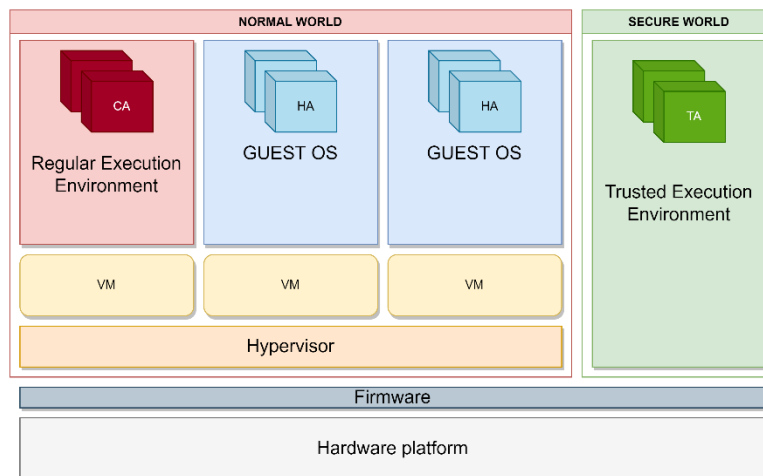 NORMAL WORLD
SECURE WORLD
CA
Regular Execution
Environment
HA
GUEST OS
HA
GUEST OS
TA
Trusted Execution
Environment
VM
VM
VM
Hypervisor
Firmware
Hardware platform